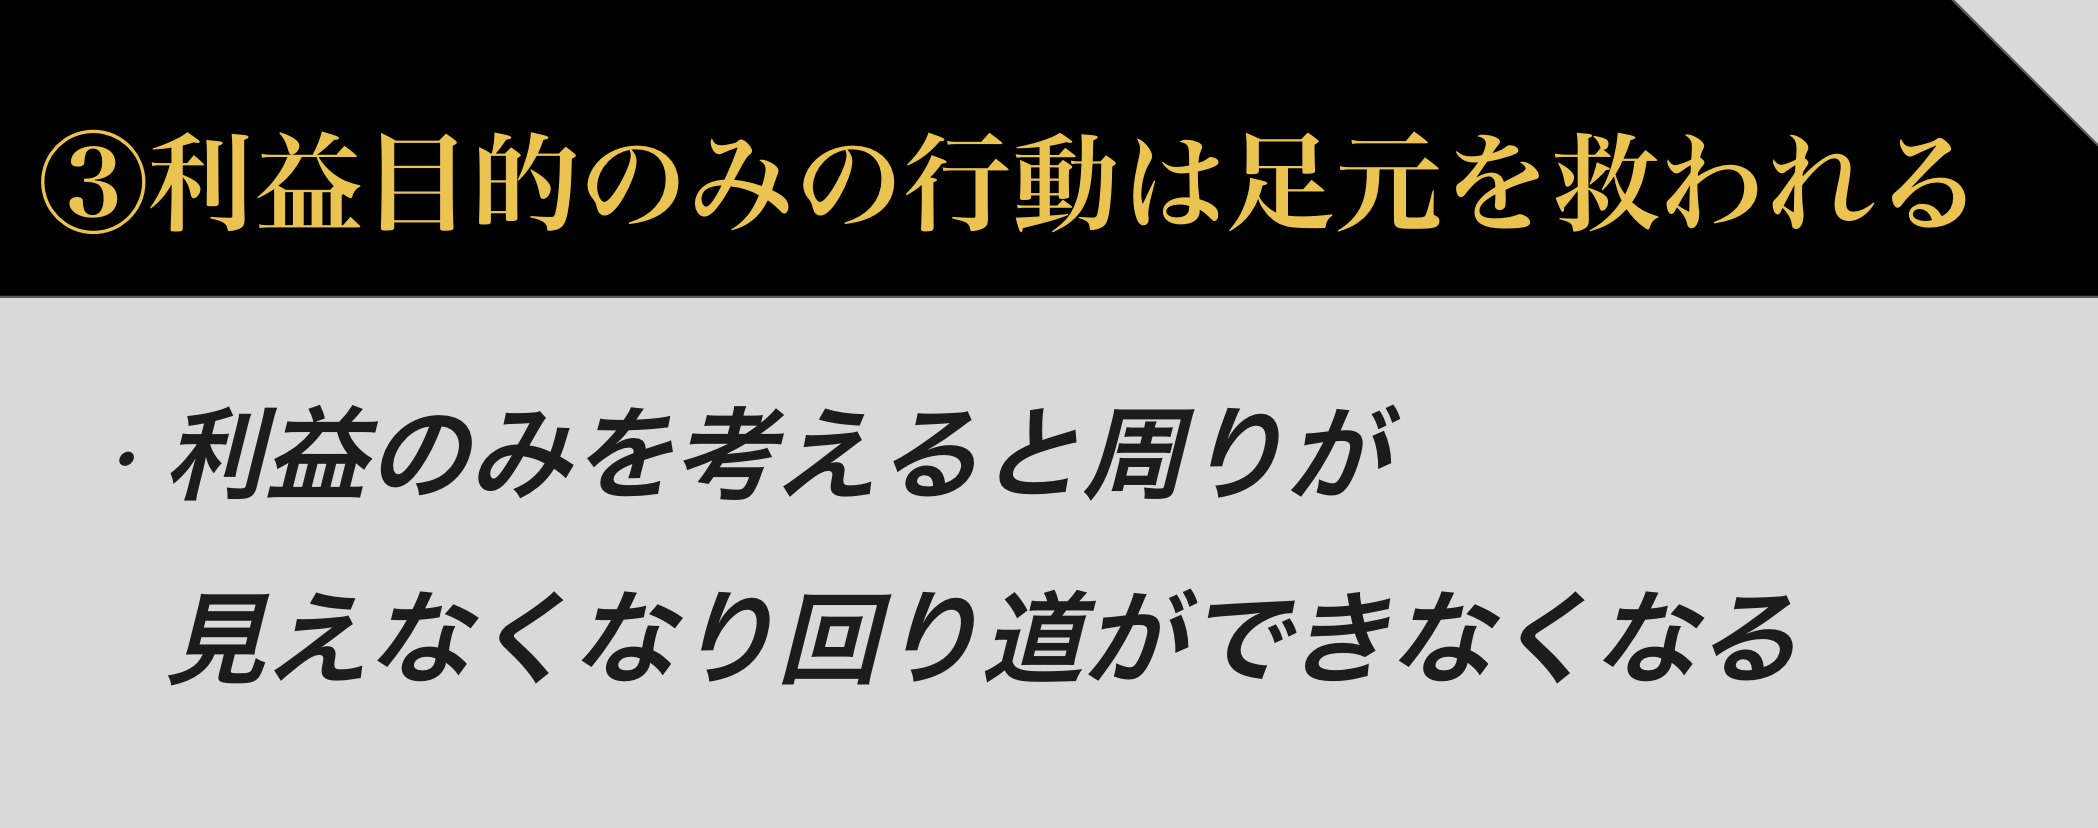 ③利益目的のみの行動は足元を救われる
・利益のみを考えると周りが
見えなくなり回り道ができなくなる